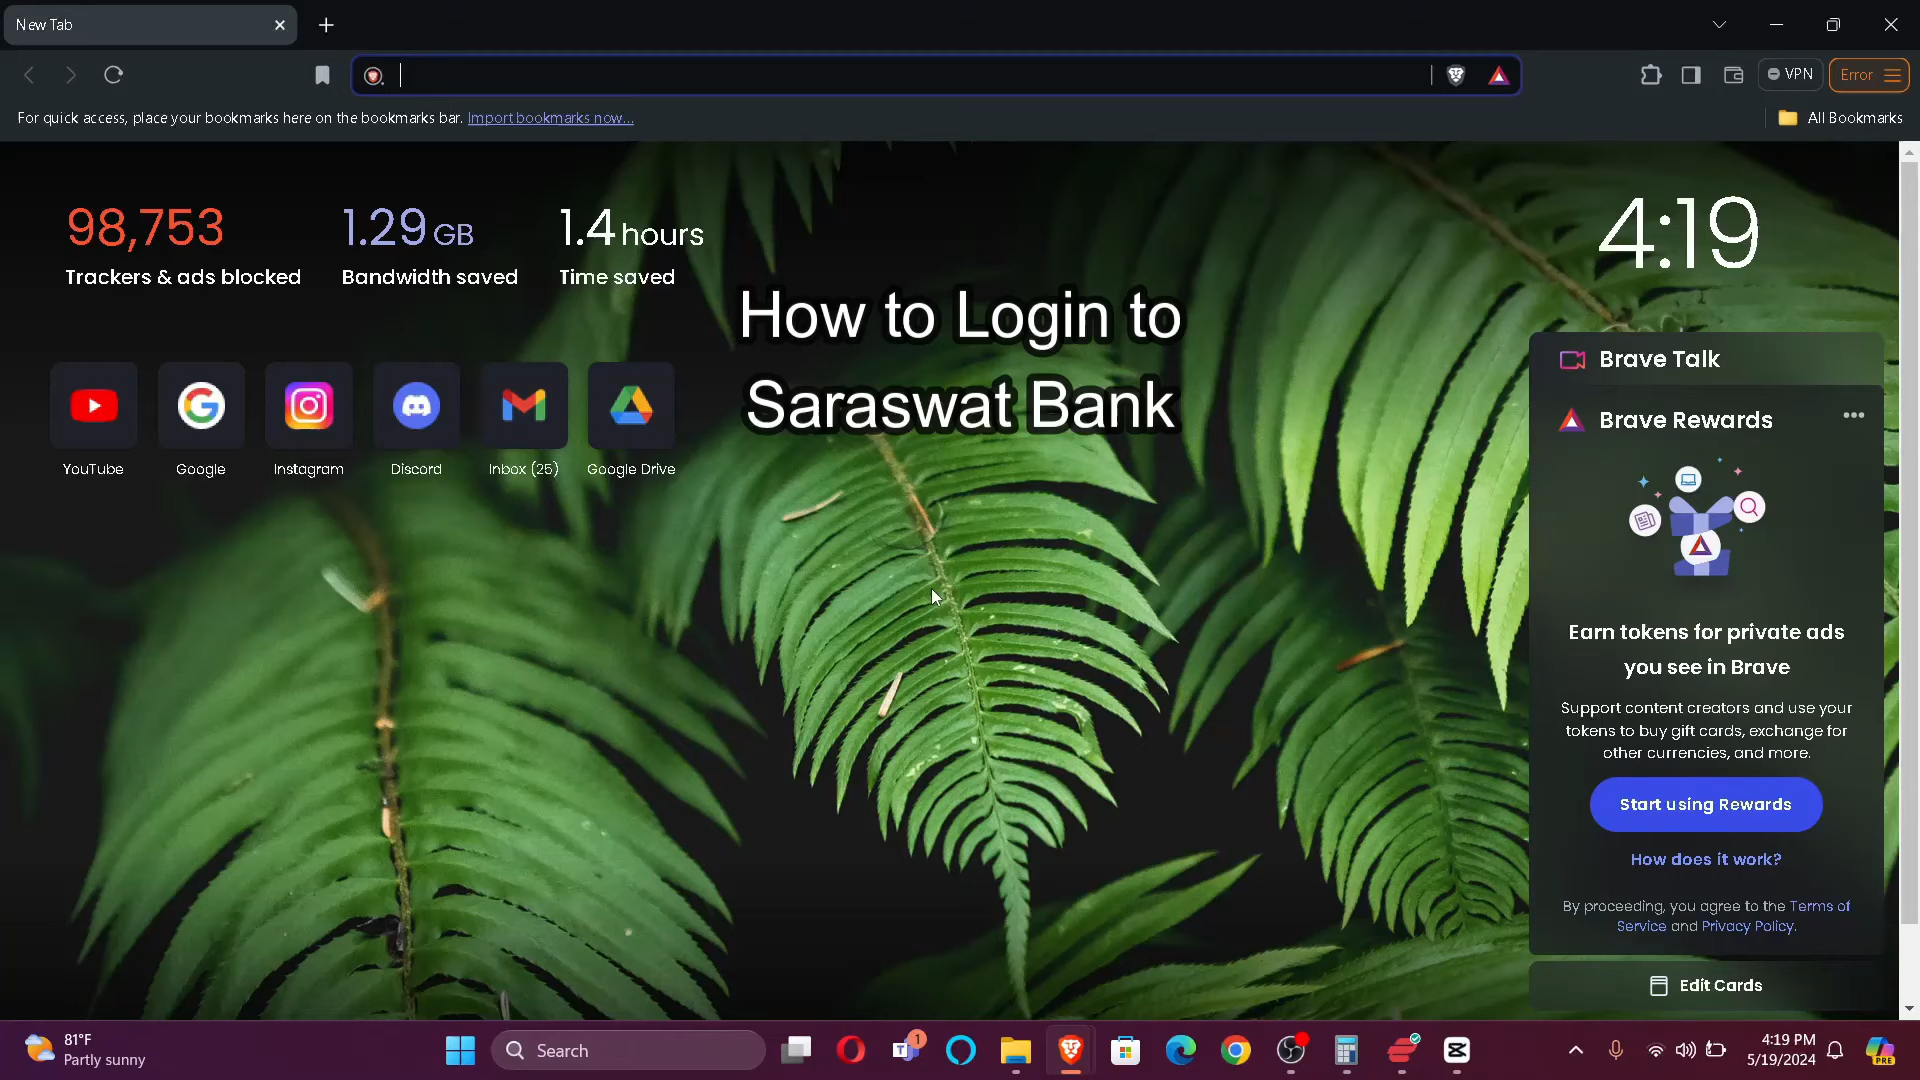 New Tab
VPN
Error
For quick access, place your bookmarks here on the bookmarks bar. Import bookmarks now...
All Bookmarks
98,753
Trackers & ads blocked
1.29 GB
Bandwidth saved
1.4 hours
Time saved
4:19
How to Login to
Saraswat Bank
YouTube
Google
Instagram
Discord
Inbox (25)
Google Drive
Brave Talk
Brave Rewards
Earn tokens for private ads
you see in Brave
Support content creators and use your
tokens to buy gift cards, exchange for
other currencies, and more.
Start using Rewards
How does it work?
By proceeding, you agree to the Terms of
Service and Privacy Policy.
Edit Cards
81°F
Partly sunny
Search
1
4:19 PM
5/19/2024
PRE